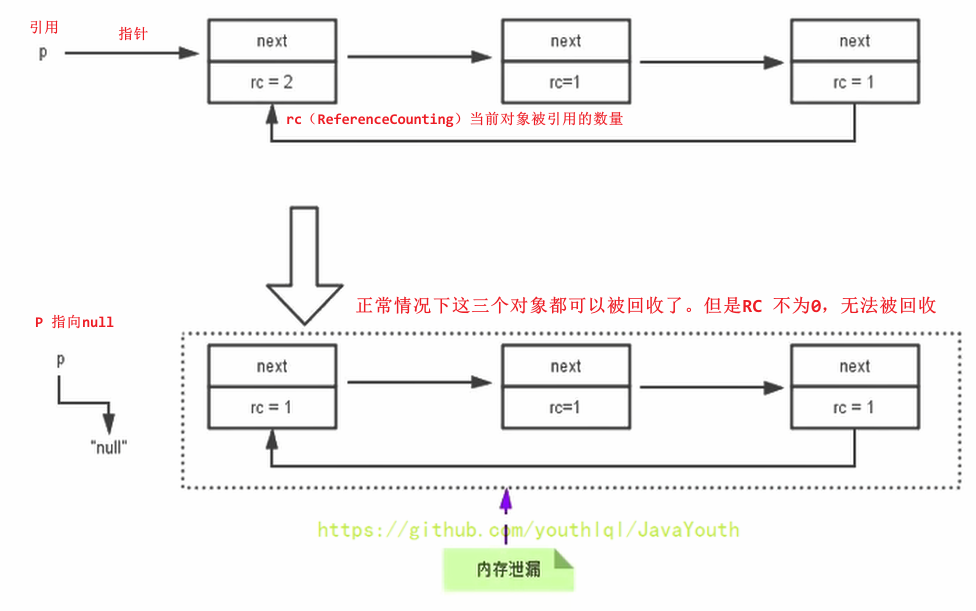 引用
指针
p
next
next
next
rc = 2
rc=1
rc = 1
rc（ReferenceCounting）当前对象被引用的数量
正常情况下这三个对象都可以被回收了。但是RC 不为0，无法被回收
P 指向null
p
next
next
next
rc = 1
rc=1
rc = 1
"null"
https://github.com/youthlql/JavaYouth
内存泄漏